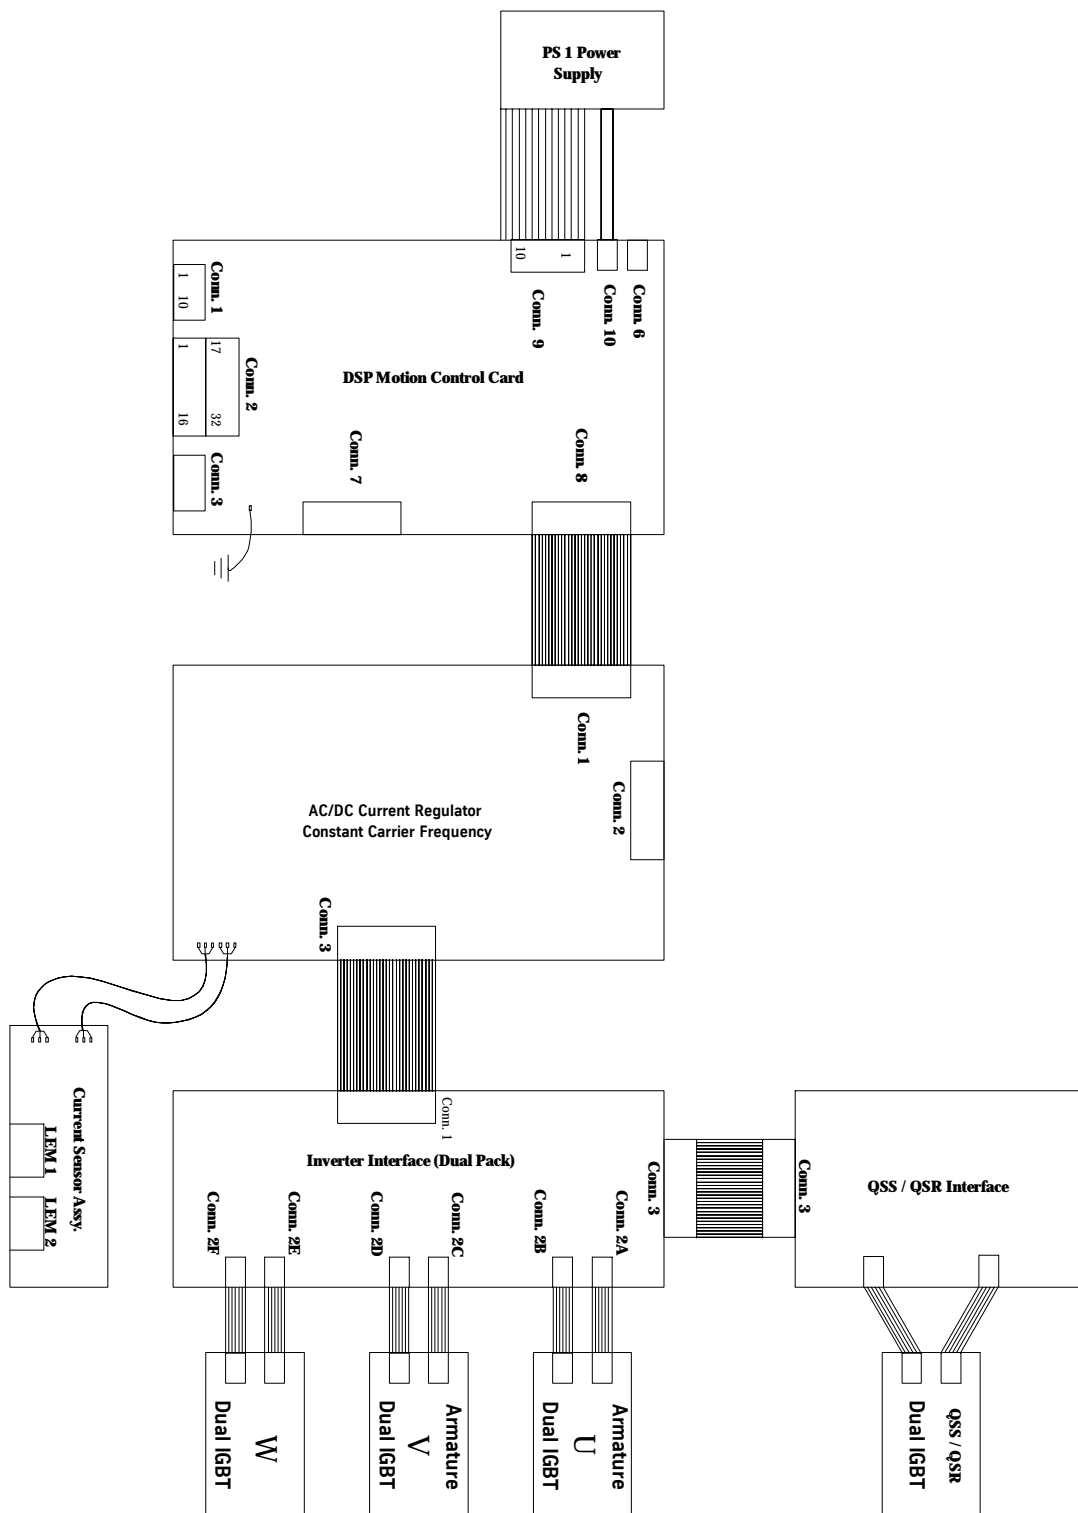 PS 1 Power
Supply
10
1
Conn. 9
Conn. 10
Conn. 6
1
10
Conn. 1
1
16
17
32
Conn. 2
Conn. 3
DSP Motion Control Card
Conn. 7
Conn. 8
Conn. 1
Conn. 2
AC/DC Current Regulator
Constant Carrier Frequency
Conn. 3
Current Sensor Assy.
LEM 1
LEM 2
Conn. 1
Inverter Interface (Dual Pack)
Conn. 3
Conn. 3
QSS / QSR Interface
Conn. 2F
Conn. 2E
Conn. 2D
Conn. 2C
Conn. 2B
Conn. 2A
W
Dual IGBT
Armature
V
Dual IGBT
Armature
U
Dual IGBT
QSS / QSR
Dual IGBT